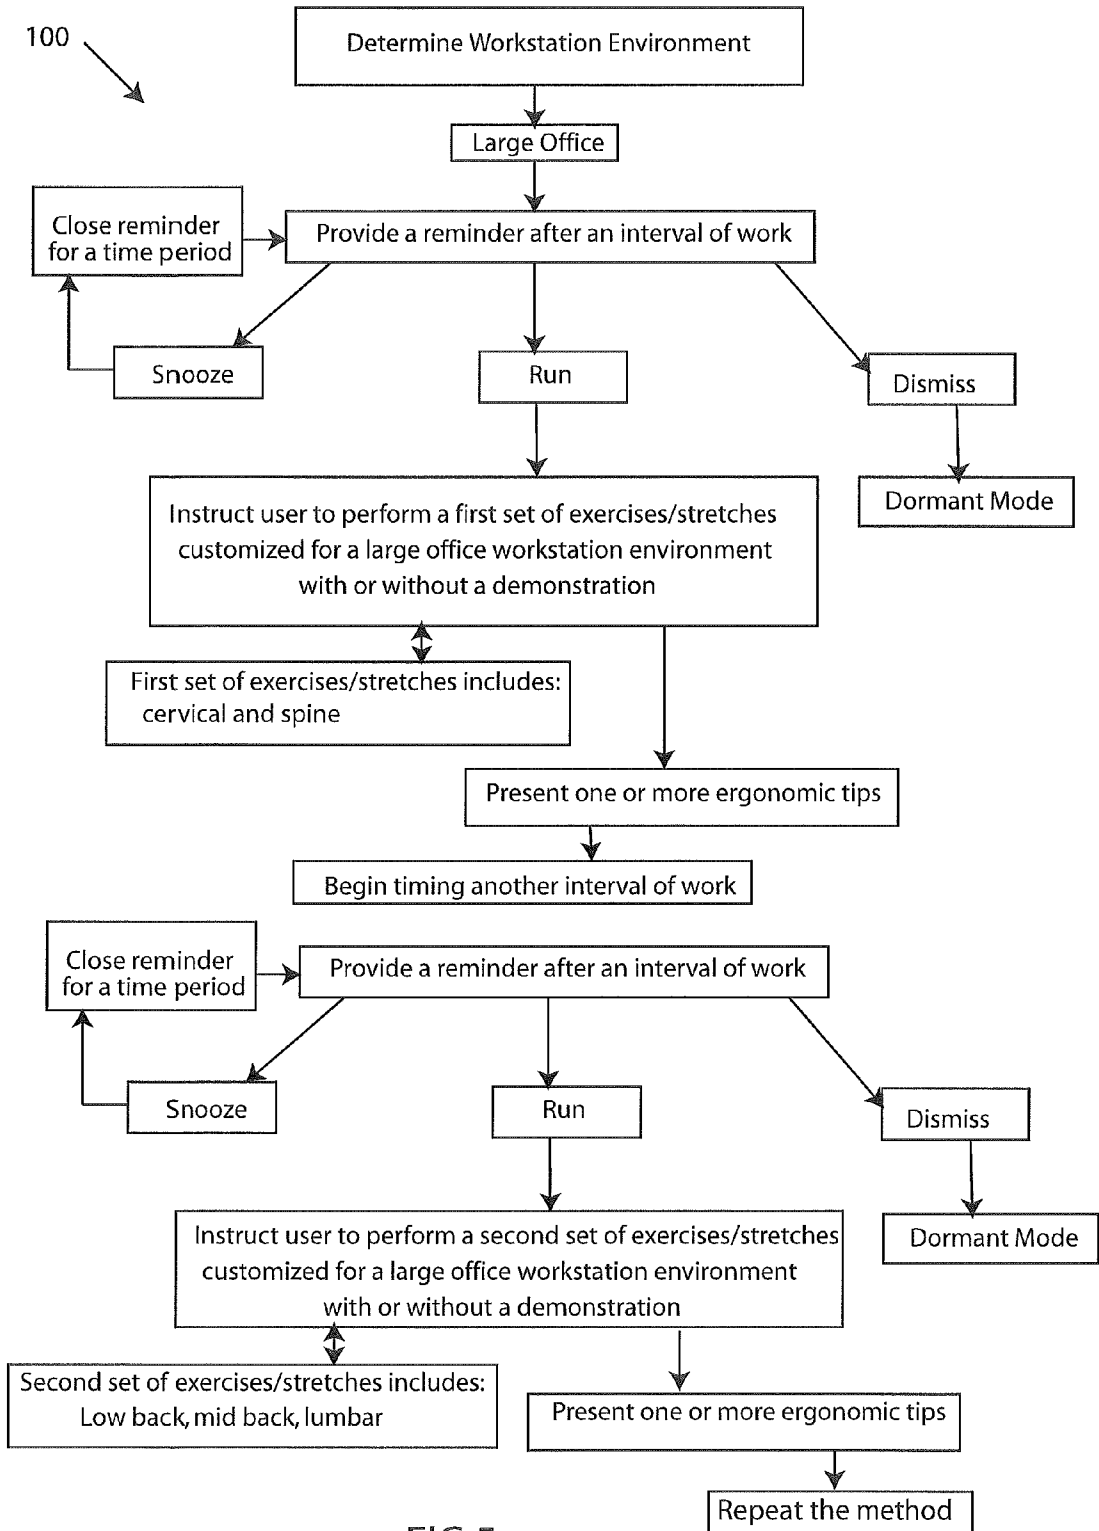 100
Determine Workstation Environment
Large Office
Close reminder
for a time period
Provide a reminder after an interval of work
Snooze
Run
Dismiss
Dormant Mode
Instruct user to perform a first set of exercises/stretches
customized for a large office workstation environment
with or without a demonstration
First set of exercises/stretches includes:
cervical and spine
Present one or more ergonomic tips
Begin timing another interval of work
Close reminder
for a time period
Provide a reminder after an interval of work
Snooze
Run
Dismiss
Dormant Mode
Instruct user to perform a second set of exercises/stretches
customized for a large office workstation environment
with or without a demonstration
Second set of exercises/stretches includes:
Low back, mid back, lumbar
Present one or more ergonomic tips
Repeat the method